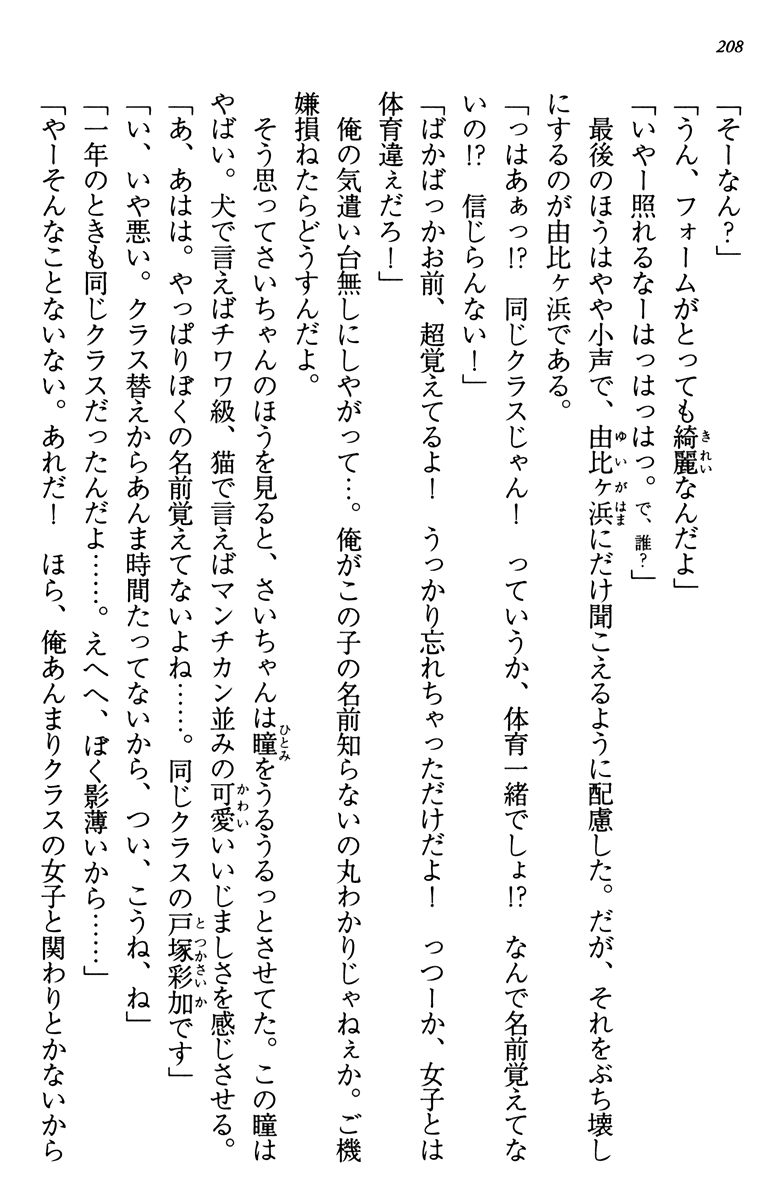 208
「そーなん？」
「うん、フォームがとっても綺麗なんだよ」
「いやー照れるなーはっはっはっ。で、誰？」
　最後のほうはやや小声で、由比ヶ浜にだけ聞こえるように配慮した。だが、それをぶち壊し
にするのが由比ヶ浜である。
「っはあぁっ!?　同じクラスじゃん！　っていうか、体育一緒でしょ!?　なんで名前覚えてな
いの!?　信じらんない！」
「ばかばっかお前、超覚えてるよ！　うっかり忘れちゃっただけだよ！　っつーか、女子とは
体育違ぇだろ！」
　俺の気遣い台無しにしやがって…。俺がこの子の名前知らないの丸わかりじゃねぇか。ご機
嫌損ねたらどうすんだよ。
　そう思ってさいちゃんのほうを見ると、さいちゃんは瞳をうるうるっとさせてた。この瞳は
やばい。犬で言えばチワワ級、猫で言えばマンチカン並みの可愛いいじましさを感じさせる。
「あ、あはは。やっぱりぼくの名前覚えてないよね……。同じクラスの戸塚彩加です」
「い、いや悪い。クラス替えからあんま時間たってないから、つい、こうね、ね」
「一年のときも同じクラスだったんだよ……。えへへ、ぼく影薄いから……」
「やーそんなことないない。あれだ！　ほら、俺あんまりクラスの女子と関わりとかないから